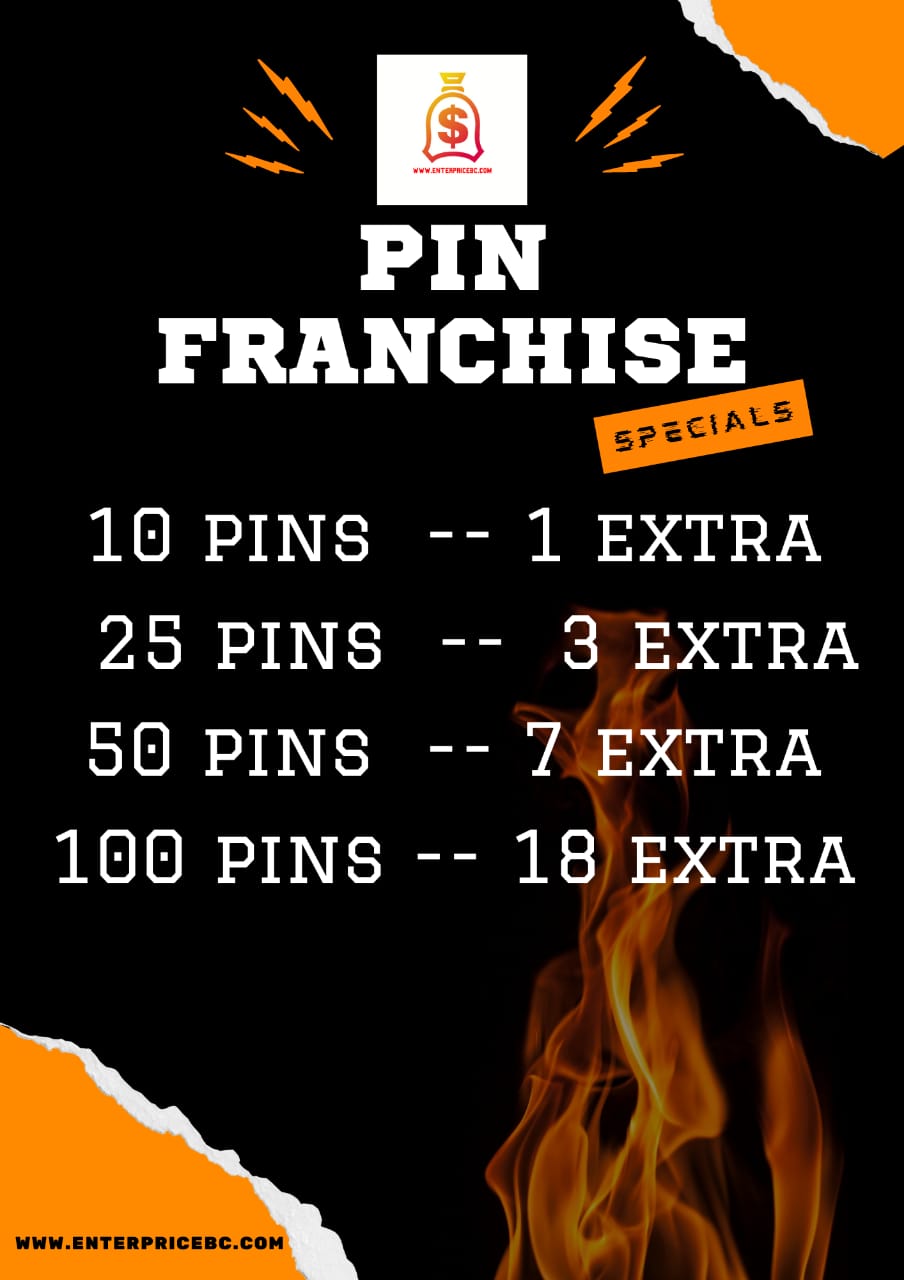 $
WWW.ENTERPRICEBC.COM
PIN
FRANCHISE
SPECIALS
10 PINS -- 1 EXTRA
25 PINS -- 3 EXTRA
50 PINS -- 7 EXTRA
100 PINS -- 18 EXTRA
WWW.ENTERPRICEBC.COM